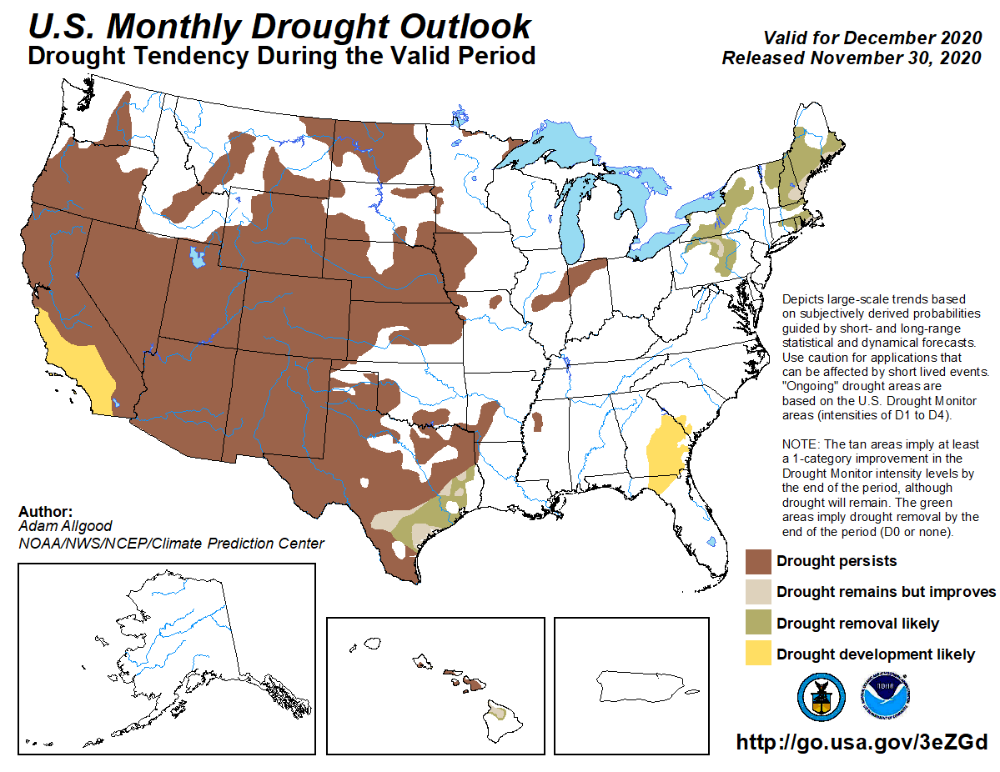 U.S. Monthly Drought Outlook
Drought Tendency During the Valid Period
Valid for December 2020
Released November 30, 2020
Depicts large-scale trends based
on subjectively derived probabilities
guided by short- and long-range
statistical and dynamical forecasts.
Use caution for applications that
can be affected by short lived events.
"Ongoing" drought areas are
based on the U.S. Drought Monitor
areas (intensities of D1 to D4).
NOTE: The tan areas imply at least
a 1-category improvement in the
Drought Monitor intensity levels by
the end of the period, although
drought will remain. The green
areas imply drought removal by the
end of the period (D0 or none).
Author:
Adam Allgood
NOAA/NWS/NCEP/Climate Prediction Center
Drought persists
Drought remains but improves
Drought removal likely
Drought development likely
http://go.usa.gov/3eZGd